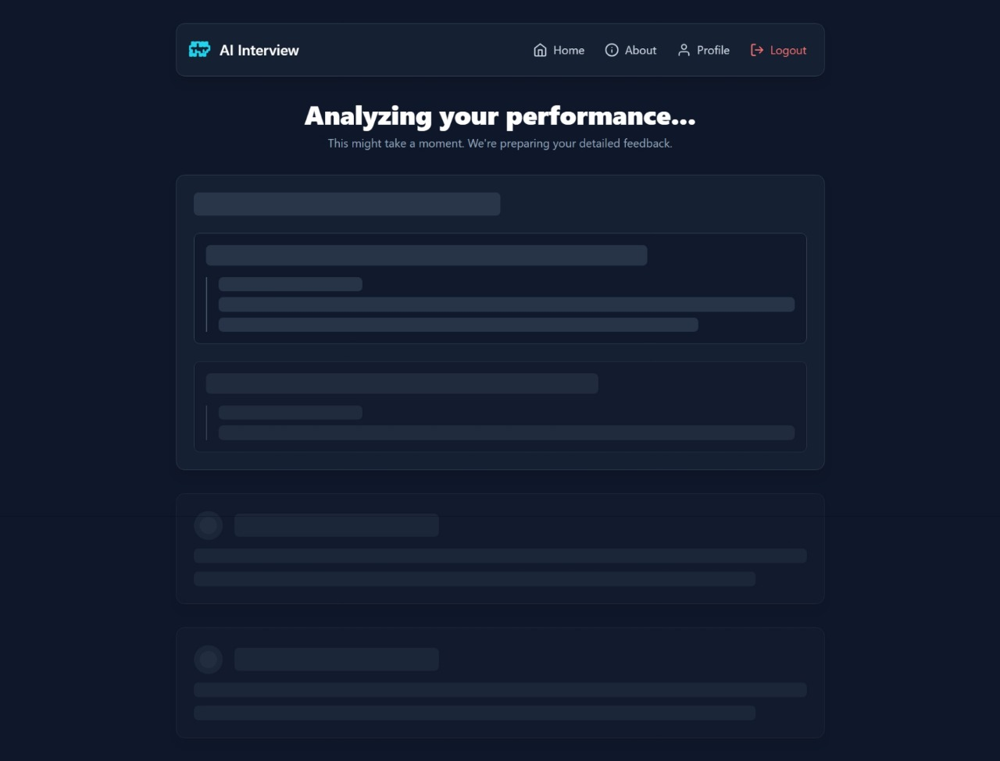 AI Interview
Home
About
Profile
Logout
Analyzing your performance...
This might take a moment. We're preparing your detailed feedback.